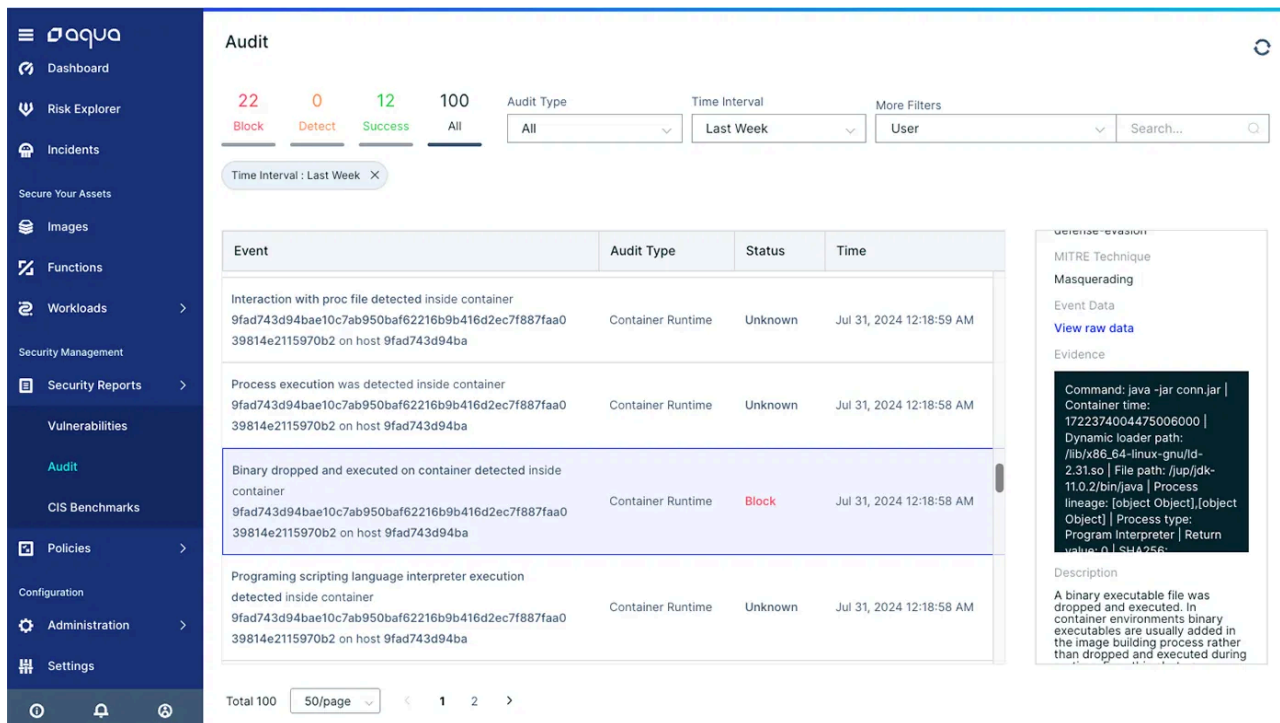 aqua
Dashboard
Risk Explorer
Incidents
Secure Your Assets
Images
Functions
Workloads
Security Management
Security Reports
Vulnerabilities
Audit
CIS Benchmarks
Policies
Configuration
Administration
Settings
Audit
22
Block
0
Detect
12
Success
100
All
Audit Type
All
Time Interval
Last Week
More Filters
User
Search...
Time Interval : Last Week
Event
Audit Type
Status
Time
Interaction with proc file detected inside container
9fad743d94bae10c7ab950baf62216b9b416d2ec7f887faa0
39814e2115970b2 on host 9fad743d94ba
Container Runtime
Unknown
Jul 31, 2024 12:18:59 AM
Process execution was detected inside container
9fad743d94bae10c7ab950baf62216b9b416d2ec7f887faa0
39814e2115970b2 on host 9fad743d94ba
Container Runtime
Unknown
Jul 31, 2024 12:18:58 AM
Binary dropped and executed on container detected inside
container
9fad743d94bae10c7ab950baf62216b9b416d2ec7f887faa0
39814e2115970b2 on host 9fad743d94ba
Container Runtime
Block
Jul 31, 2024 12:18:58 AM
Programing scripting language interpreter execution
detected inside container
9fad743d94bae10c7ab950baf62216b9b416d2ec7f887faa0
39814e2115970b2 on host 9fad743d94ba
Container Runtime
Unknown
Jul 31, 2024 12:18:58 AM
Total 100
50/page
1
2
defense-evasion
MITRE Technique
Masquerading
Event Data
View raw data
Evidence
Command: java -jar conn.jar |
Container time:
1722374004475006000 |
Dynamic loader path:
/lib/x86_64-linux-gnu/ld-
2.31.so | File path: /jup/jdk-
11.0.2/bin/java | Process
lineage: [object Object],[object
Object] | Process type:
Program Interpreter | Return
value: 0 | SHA256:
Description
A binary executable file was
dropped and executed. In
container environments binary
executables are usually added in
the image building process rather
than dropped and executed during